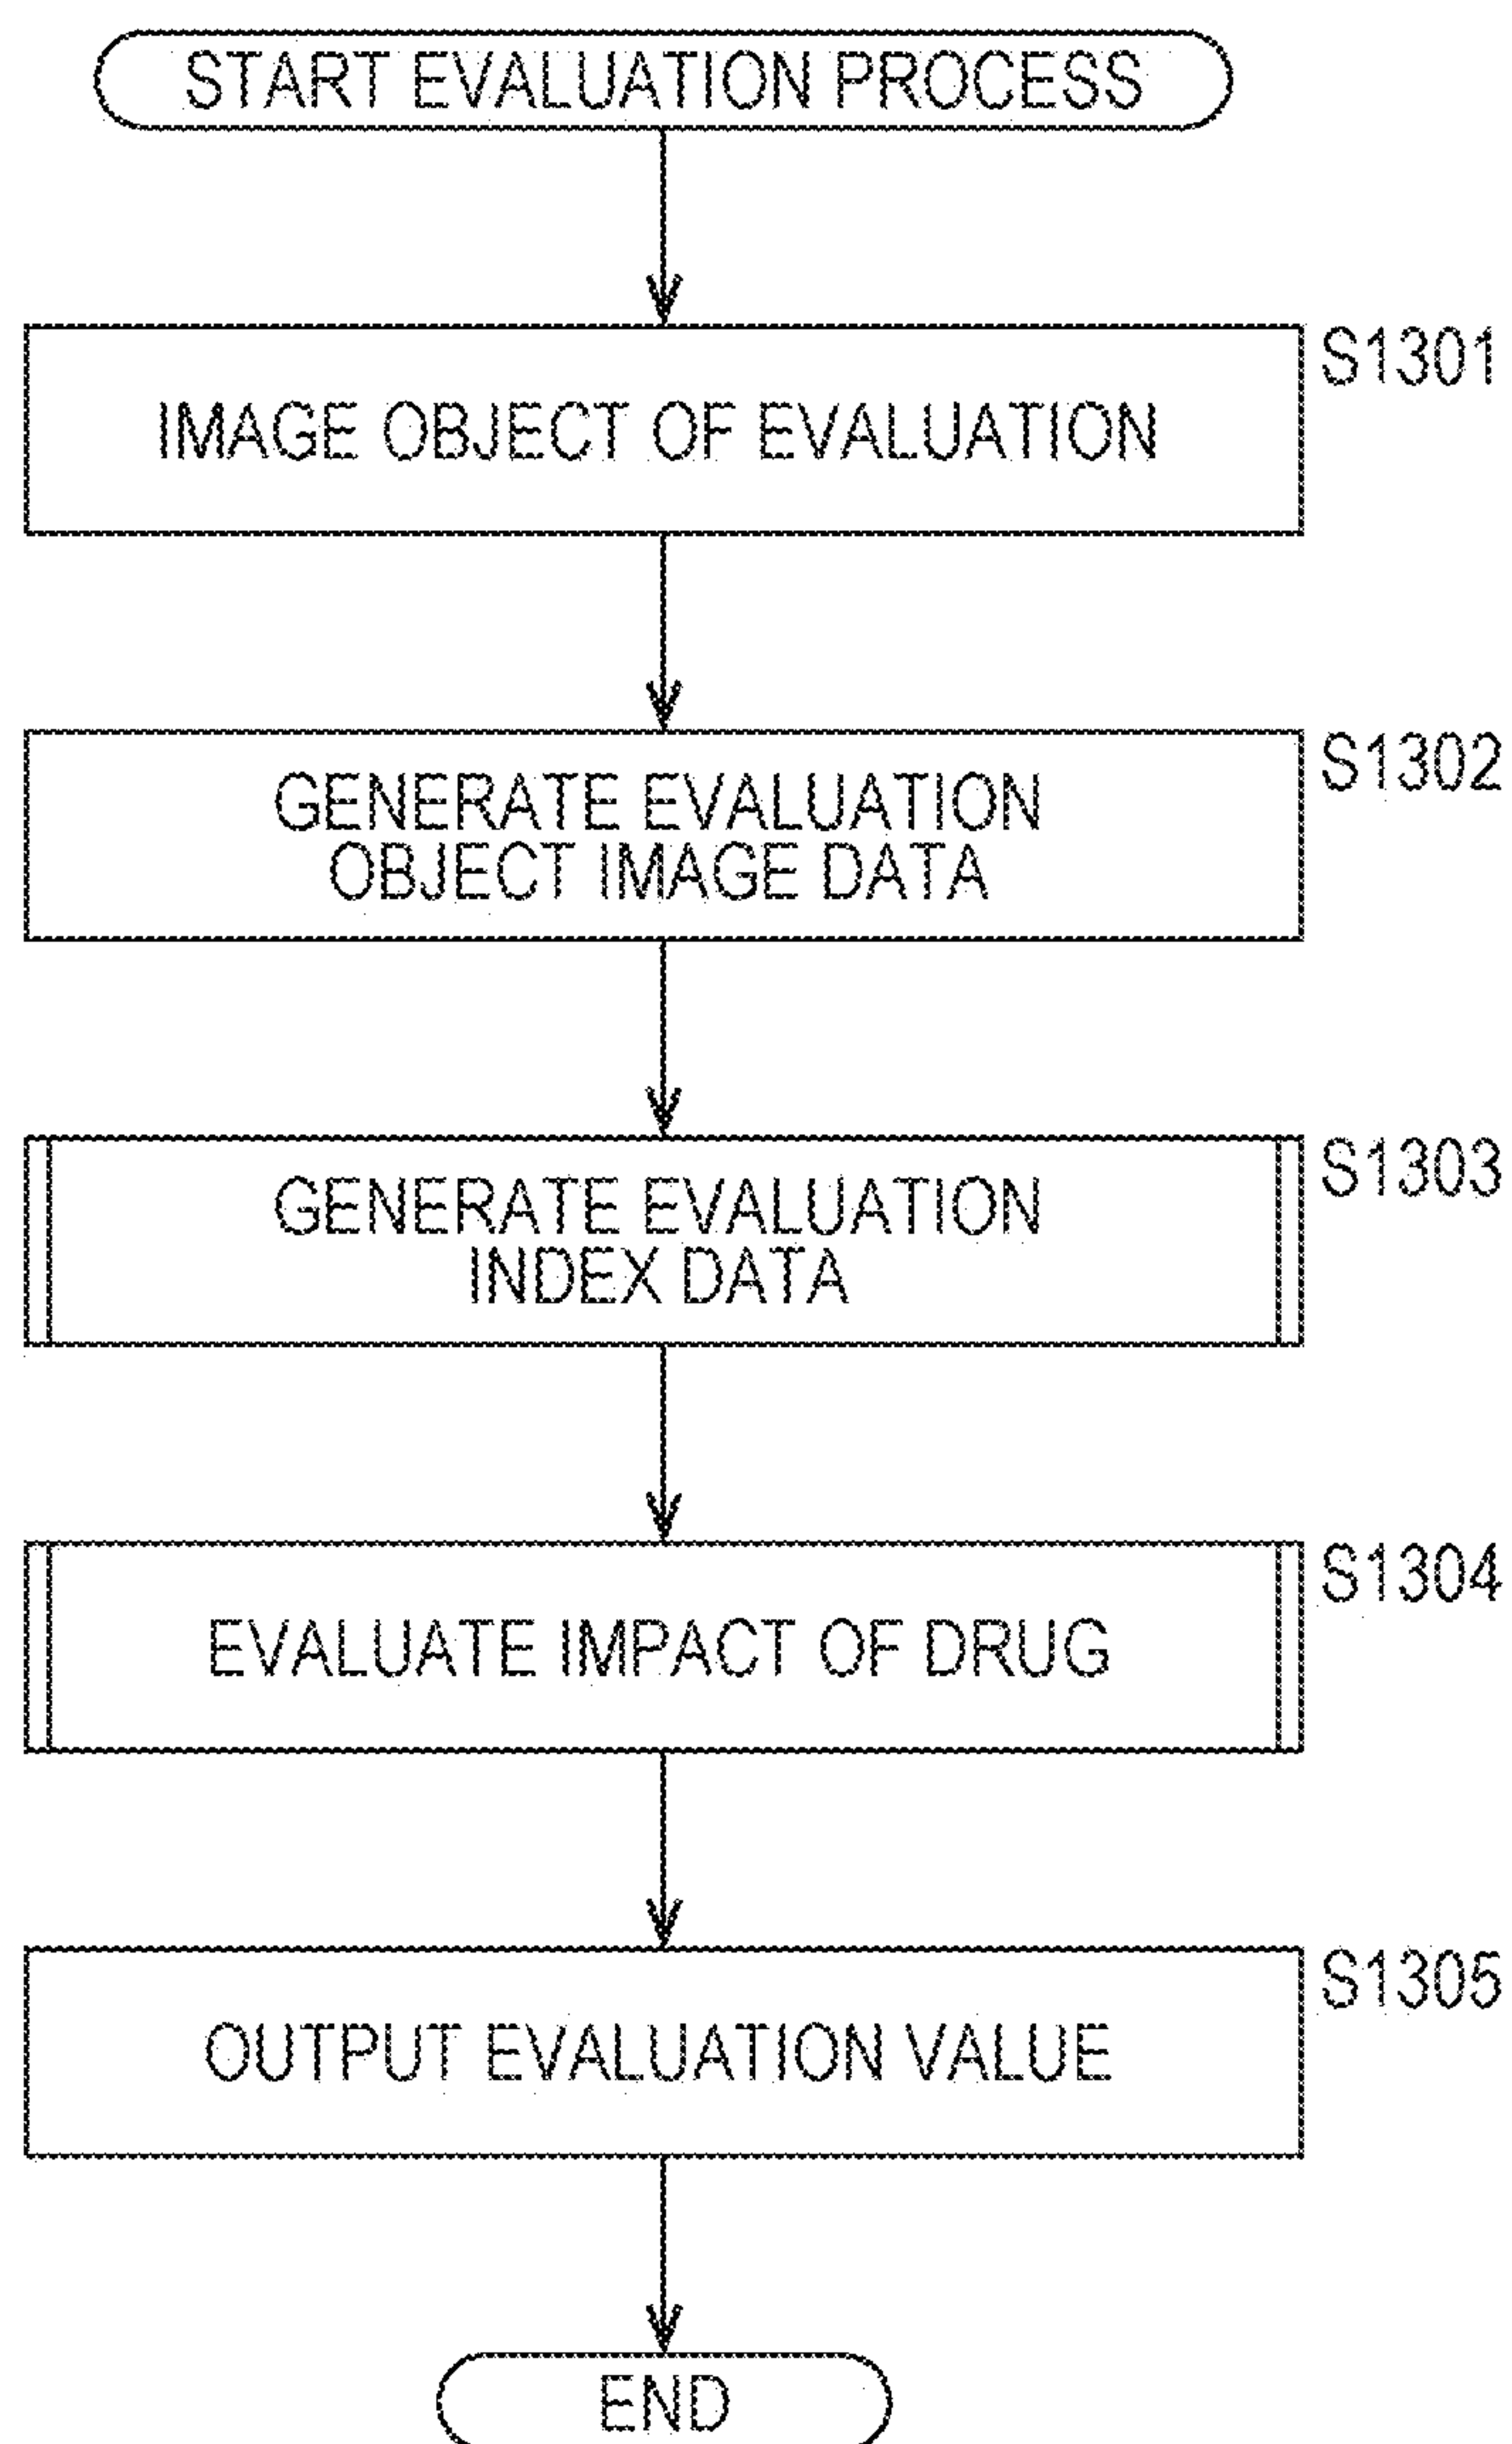 START EVALUATION PROCESS
S1301
IMAGE OBJECT OF EVALUATION
S1302
GENERATE EVALUATION
OBJECT IMAGE DATA
S1303
GENERATE EVALUATION
INDEX DATA
S1304
EVALUATE IMPACT OF DRUG
S1305
OUTPUT EVALUATION VALUE
END